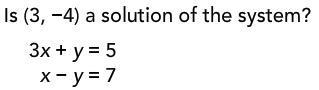 Is (3, −4) a solution of the system?
3x + y = 5
x − y = 7